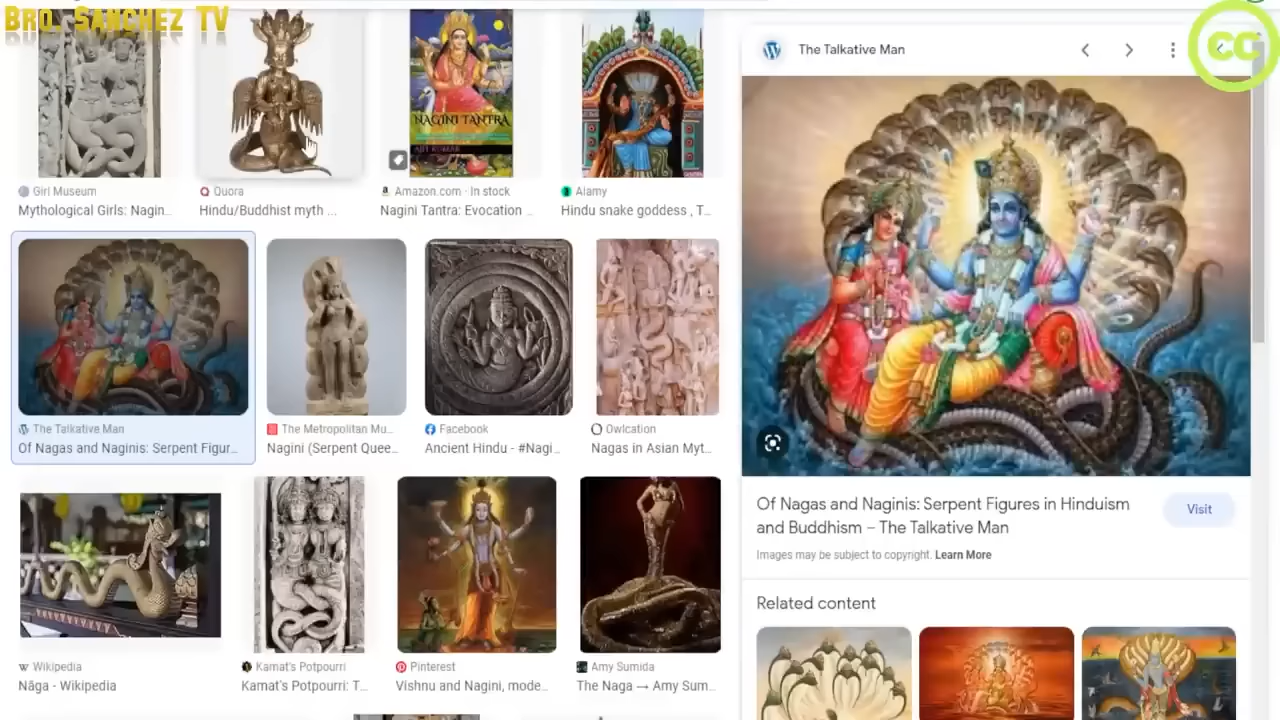 BRO. SANCHEZ TV
CG
The Talkative Man
NAGINI TANTRA
Girl Museum
Mythological Girls: Nagin...
Quora
Hindu/Buddhist myth ...
Amazon.com · In stock
Nagini Tantra: Evocation ...
Alamy
Hindu snake goddess , T...
The Talkative Man
Of Nagas and Naginis: Serpent Figur...
The Metropolitan Mu...
Nagini (Serpent Quee...
Facebook
Ancient Hindu - #Nagi...
Owlcation
Nagas in Asian Myt...
Of Nagas and Naginis: Serpent Figures in Hinduism
and Buddhism – The Talkative Man
Visit
Images may be subject to copyright. Learn More
Related content
Wikipedia
Nāga - Wikipedia
Kamat's Potpourri
Kamat's Potpourri: T...
Pinterest
Vishnu and Nagini, mode...
Amy Sumida
The Naga → Amy Sum...